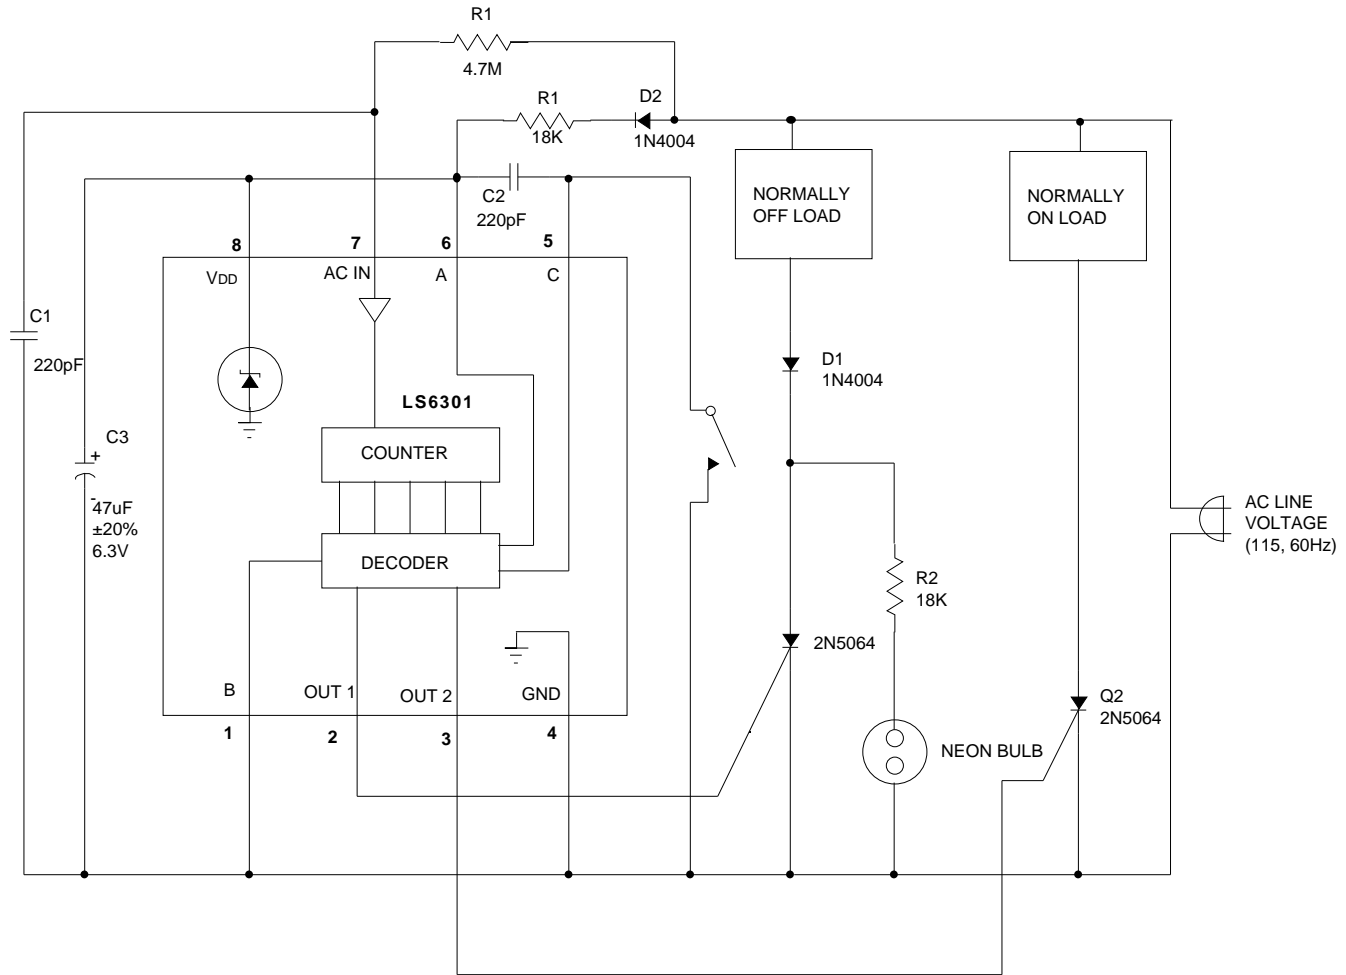 R1
4.7M
R1
18K
D2
1N4004
C2
220pF
NORMALLY
OFF LOAD
NORMALLY
ON LOAD
8
7
6
5
VDD
AC IN
A
C
C1
220pF
D1
1N4004
LS6301
COUNTER
C3
+
-
47uF
±20%
6.3V
AC LINE
VOLTAGE
(115, 60Hz)
DECODER
R2
18K
2N5064
B
OUT 1
OUT 2
GND
Q2
2N5064
1
2
3
4
NEON BULB